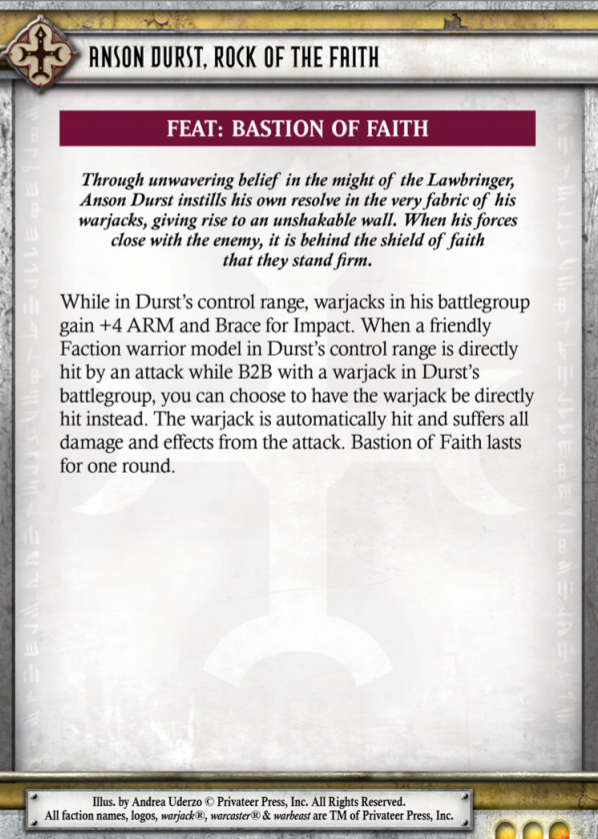 ANSON DURST, ROCK OF THE FAITH
FEAT: BASTION OF FAITH
Through unwavering belief in the might of the Lawbringer,
Anson Durst instills his own resolve in the very fabric of his
warjacks, giving rise to an unshakable wall. When his forces
close with the enemy, it is behind the shield of faith
that they stand firm.
While in Durst's control range, warjacks in his battlegroup
gain +4 ARM and Brace for Impact. When a friendly
Faction warrior model in Durst's control range is directly
hit by an attack while B2B with a warjack in Durst's
battlegroup, you can choose to have the warjack be directly
hit instead. The warjack is automatically hit and suffers all
damage and effects from the attack. Bastion of Faith lasts
for one round.
Illus. by Andrea Uderzo © Privateer Press, Inc. All Rights Reserved.
All faction names, logos, warjack®, warcaster® & warbeast are TM of Privateer Press, Inc.